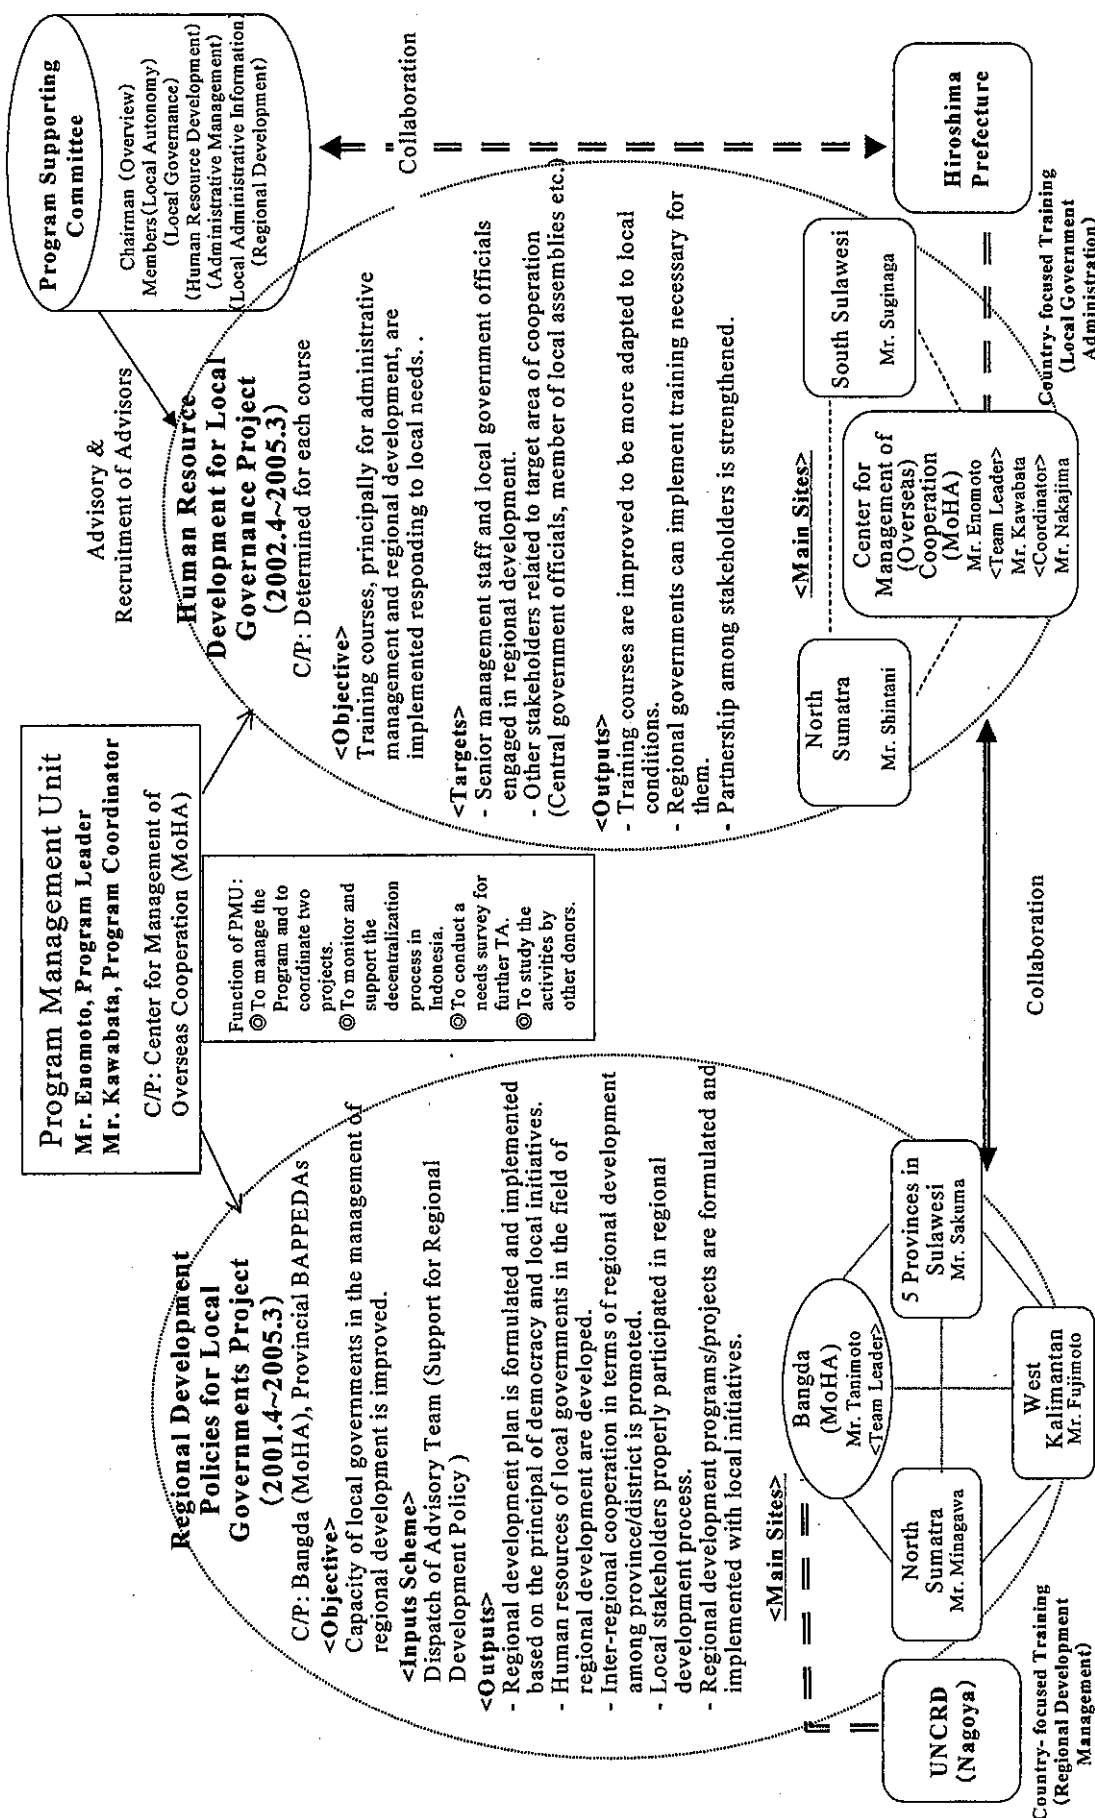 Program Management Unit
Mr. Enomoto, Program Leader
Mr. Kawabata, Program Coordinator
C/P: Center for Management of
Overseas Cooperation (MoHA)
Function of PMU:
◎To manage the
Program and to
coordinate two
projects.
◎To monitor and
support the
decentralization
process in
Indonesia.
◎To conduct a
needs survey for
further TA.
◎To study the
activities by
other donors.
Regional Development
Policies for Local
Governments Project
(2001.4~2005.3)
C/P: Bangda (MoHA), Provincial BAPPEDAs
<Objective>
Capacity of local governments in the management of
regional development is improved.
<Inputs Scheme>
Dispatch of Advisory Team (Support for Regional
Development Policy )
<Outputs>
- Regional development plan is formulated and implemented
based on the principal of democracy and local initiatives.
- Human resources of local governments in the field of
regional development are developed.
- Inter-regional cooperation in terms of regional development
among province/district is promoted.
- Local stakeholders properly participated in regional
development process.
- Regional development programs/projects are formulated and
implemented with local initiatives.
<Main Sites>
Bangda
(MoHA)
Mr. Tanimoto
<Team Leader>
North
Sumatra
Mr. Minagawa
5 Provinces in
Sulawesi
Mr. Sakuma
West
Kalimantan
Mr. Fujimoto
UNCRD
(Nagoya)
Country-focused Training
(Regional Development
Management)
Collaboration
Advisory &
Recruitment of Advisors
Human Resource
Development for Local
Governance Project
(2002.4~2005.3)
C/P: Determined for each course
<Objective>
Training courses, principally for administrative
management and regional development, are
implemented responding to local needs. .
<Targets>
- Senior management staff and local government officials
engaged in regional development.
- Other stakeholders related to target area of cooperation
(Central government officials, member of local assemblies etc.)
<Outputs>
- Training courses are improved to be more adapted to local
conditions.
- Regional governments can implement training necessary for
them.
- Partnership among stakeholders is strengthened.
<Main Sites>
North
Sumatra
Mr. Shintani
South Sulawesi
Mr. Suginaga
Center for
Management of
(Overseas)
Cooperation
(MoHA)
Mr. Enomoto
<Team Leader>
Mr. Kawabata
<Coordinator>
Mr. Nakajima
Program Supporting
Committee
Chairman (Overview)
Members(Local Autonomy)
(Local Governance)
(Human Resource Development)
(Administrative Management)
(Local Administrative Information)
(Regional Development)
Collaboration
Hiroshima
Prefecture
Country- focused Training
(Local Government
Administration)